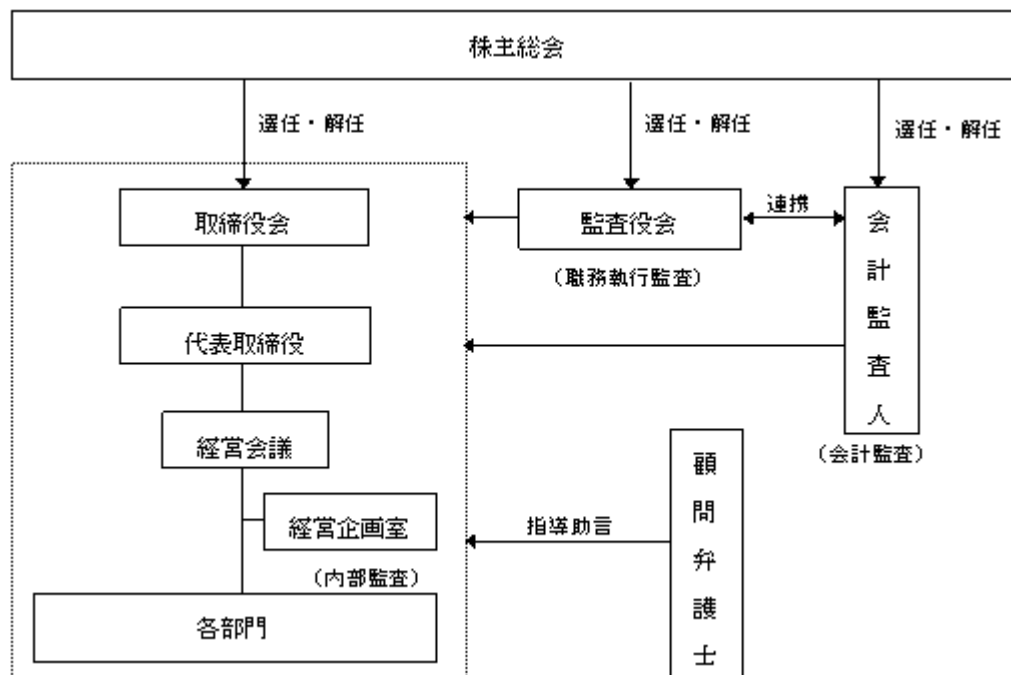 株主総会
選任・解任
選任・解任
選任・解任
取締役会
監査役会
連携
会計監査人
(職務執行監査)
代表取締役
経営会議
(会計監査)
顧問弁護士
経営企画室
指導助言
(内部監査)
各部門